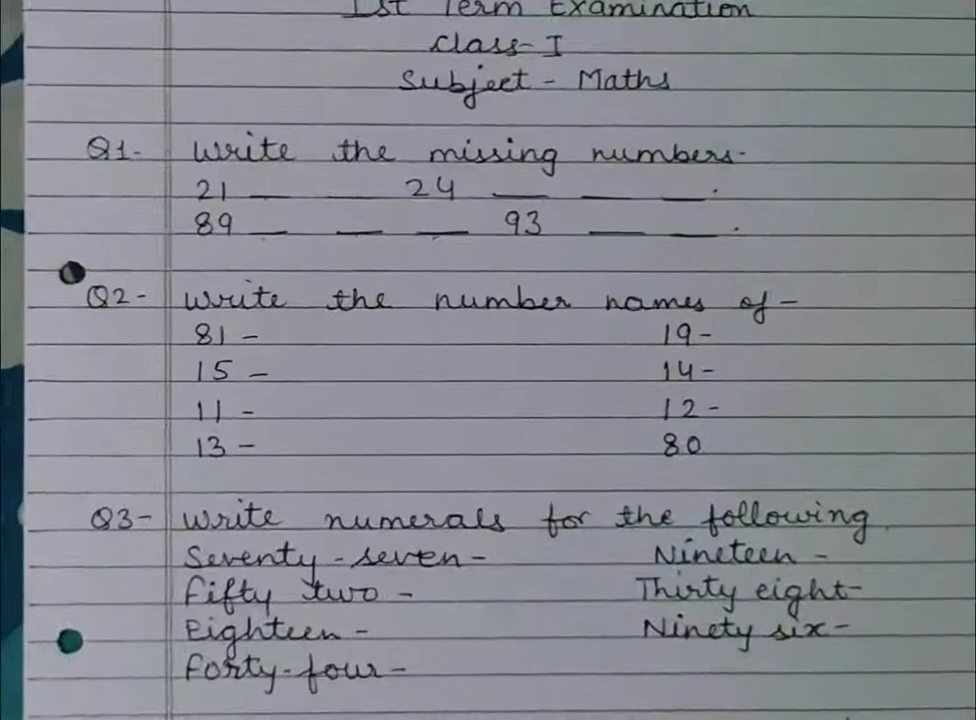 Ist Term Examination
Class-I
Subject - Maths
Q1- Write the missing numbers-
21 __ __ 24 __ __ __.
89 __ __ __ 93 __ __.
Q2- Write the number names of-
81 - 19-
15 - 14-
11 - 12-
13 - 80
Q3- Write numerals for the following.
Seventy-seven- Nineteen -
Fifty two - Thirty eight-
Eighteen - Ninety six-
Forty-four-